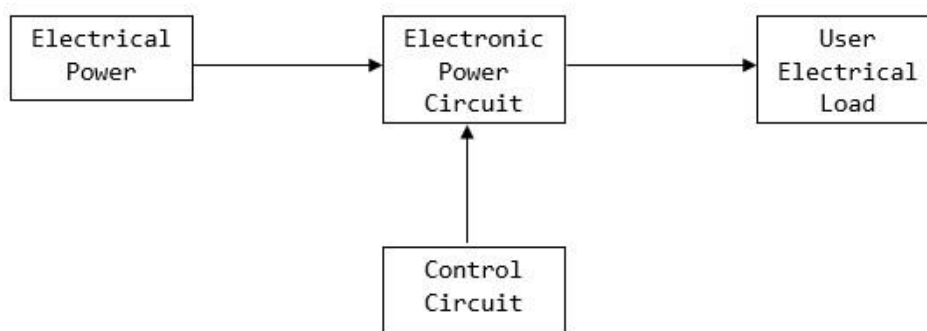 Electrical
Power
Electronic
Power
Circuit
User
Electrical
Load
Control
Circuit